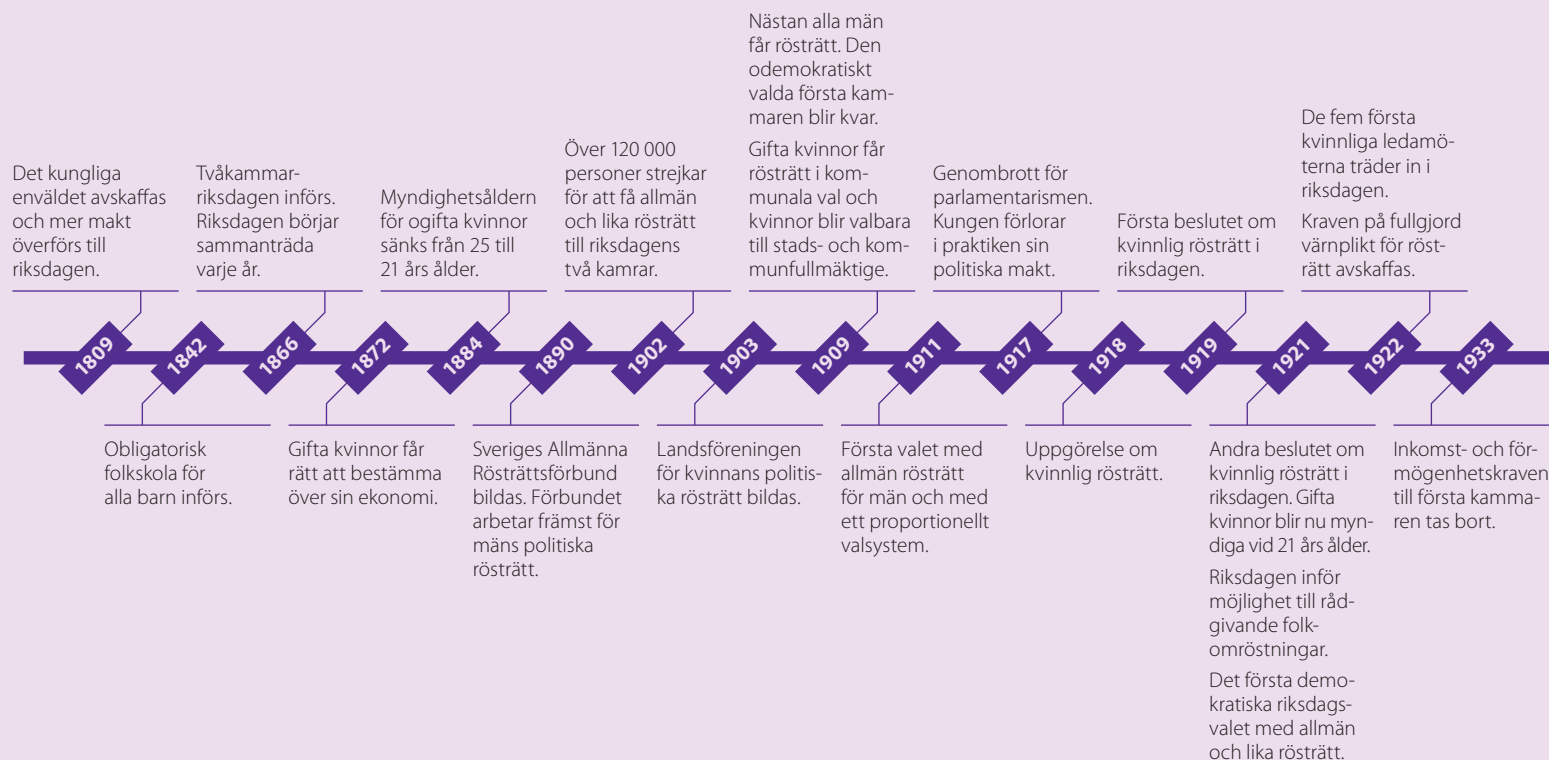 Det kungliga
enväldet avskaffas
och mer makt
överförs till
riksdagen.
1809
Obligatorisk
folkskola för
alla barn införs.
1842
Tvåkammar-
riksdagen införs.
Riksdagen börjar
sammanträda
varje år.
1866
Gifta kvinnor får
rätt att bestämma
över sin ekonomi.
1872
Myndighetsåldern
för ogifta kvinnor
sänks från 25 till
21 års ålder.
1884
Sveriges Allmänna
Rösträttsförbund
bildas. Förbundet
arbetar främst för
mäns politiska
rösträtt.
1890
Över 120 000
personer strejkar
för att få allmän
och lika rösträtt
till riksdagens
två kamrar.
1902
Landsföreningen
för kvinnans politis-
ka rösträtt bildas.
1903
Nästan alla män
får rösträtt. Den
odemokratiskt
valda första kam-
maren blir kvar.
Gifta kvinnor får
rösträtt i kom-
munala val och
kvinnor blir valbara
till stads- och kom-
munfullmäktige.
1909
Första valet med
allmän rösträtt
för män och med
ett proportionellt
valsystem.
1911
Genombrott för
parlamentarismen.
Kungen förlorar
i praktiken sin
politiska makt.
1917
Uppgörelse om
kvinnlig rösträtt.
1918
Första beslutet om
kvinnlig rösträtt i
riksdagen.
1919
Andra beslutet om
kvinnlig rösträtt i
riksdagen. Gifta
kvinnor blir nu myn-
diga vid 21 års ålder.
Riksdagen inför
möjlighet till råd-
givande folk-
omröstningar.
Det första demo-
kratiska riksdags-
valet med allmän
och lika rösträtt.
1921
De fem första
kvinnliga ledamö-
terna träder in i
riksdagen.
Kraven på fullgjord
värnplikt för röst-
rätt avskaffas.
1922
Inkomst- och för-
mögenhetskraven
till första kamma-
ren tas bort.
1933